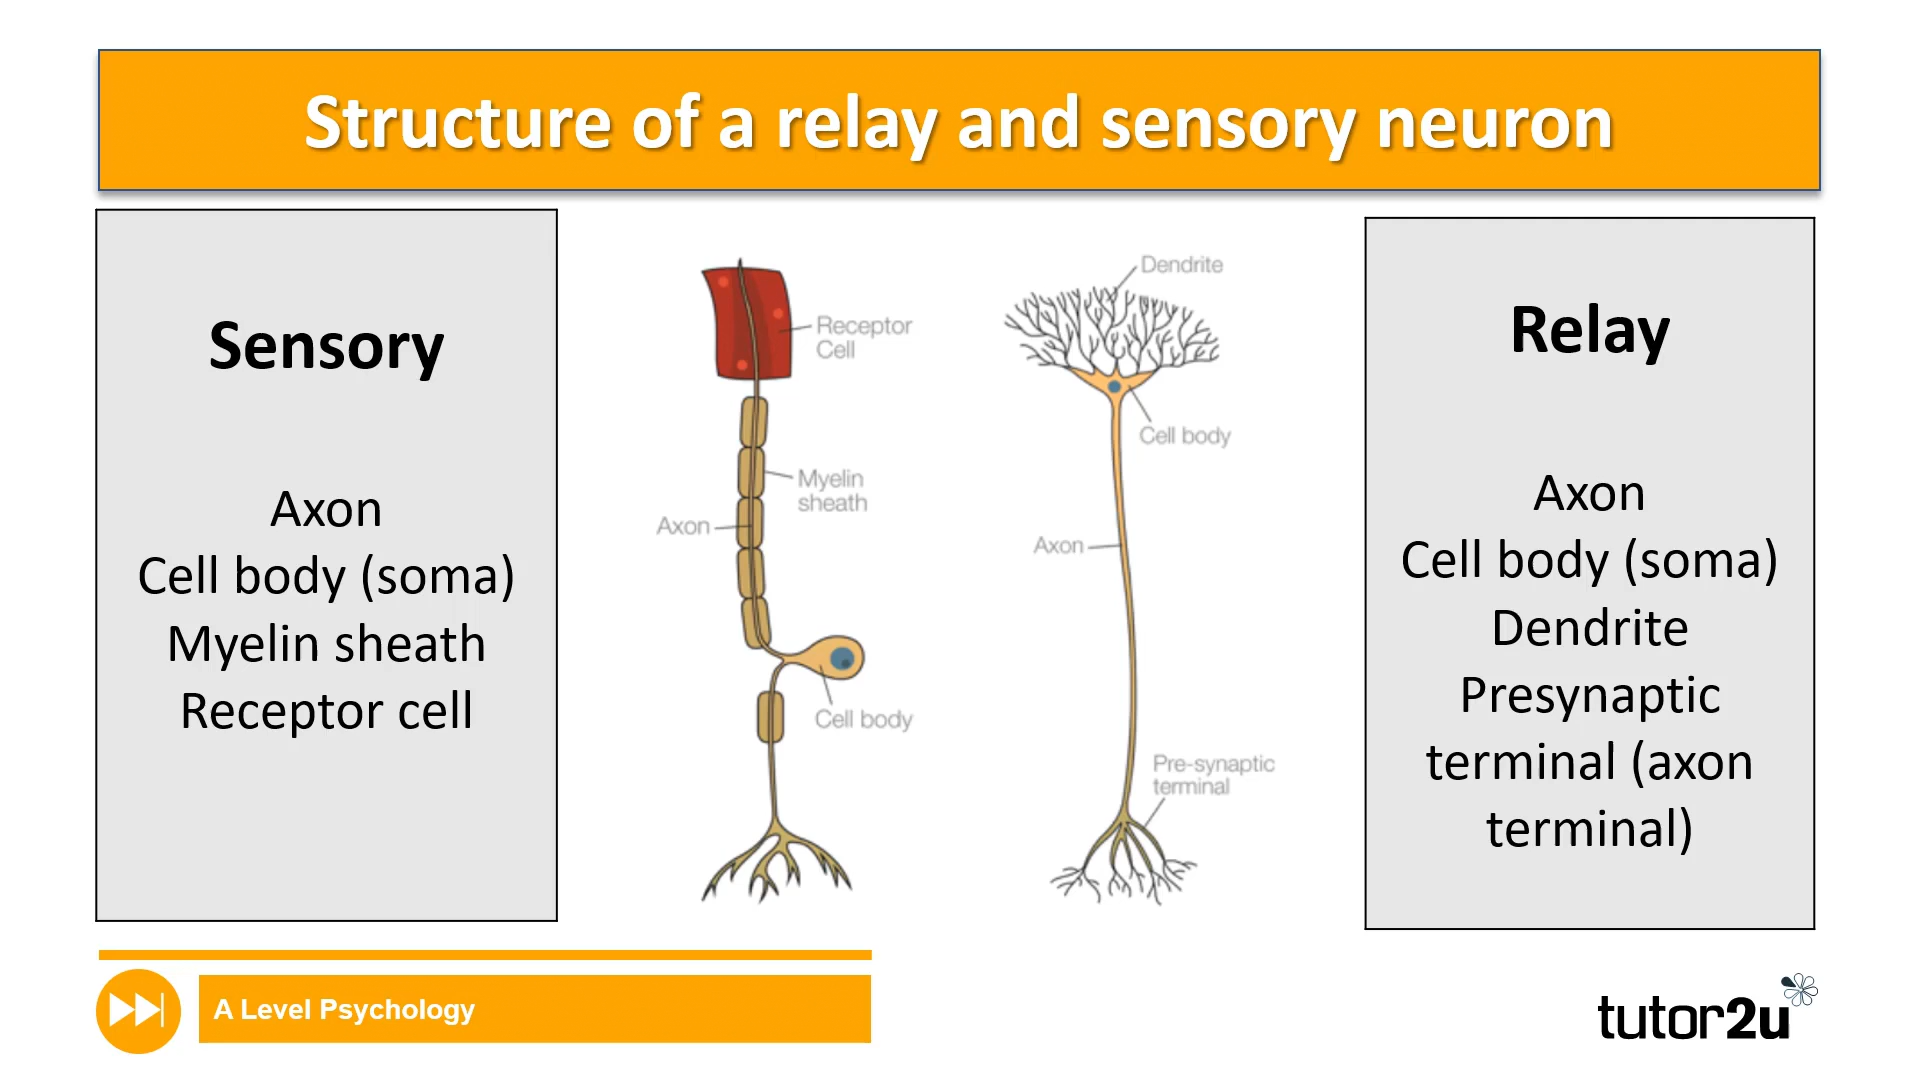 Structure of a relay and sensory neuron
Sensory
Axon
Cell body (soma)
Myelin sheath
Receptor cell
Receptor
Cell
Myelin
sheath
Axon
Cell body
Dendrite
Cell body
Axon
Pre-synaptic
terminal
Relay
Axon
Cell body (soma)
Dendrite
Presynaptic
terminal (axon
terminal)
A Level Psychology
tutor2u